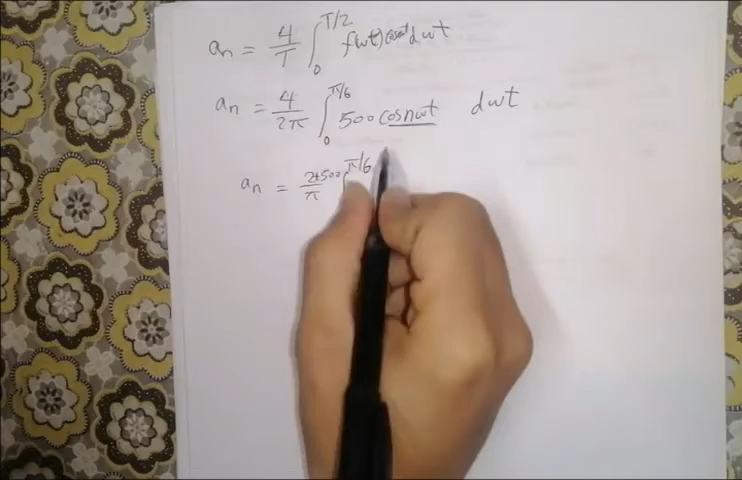 aₙ = 4/T ∫₀^T/2 f(ωt) cosnωt dωt
aₙ = 4/2π ∫₀^π/6 500 cosnωt dωt
aₙ = 2*500/π ∫^π/6